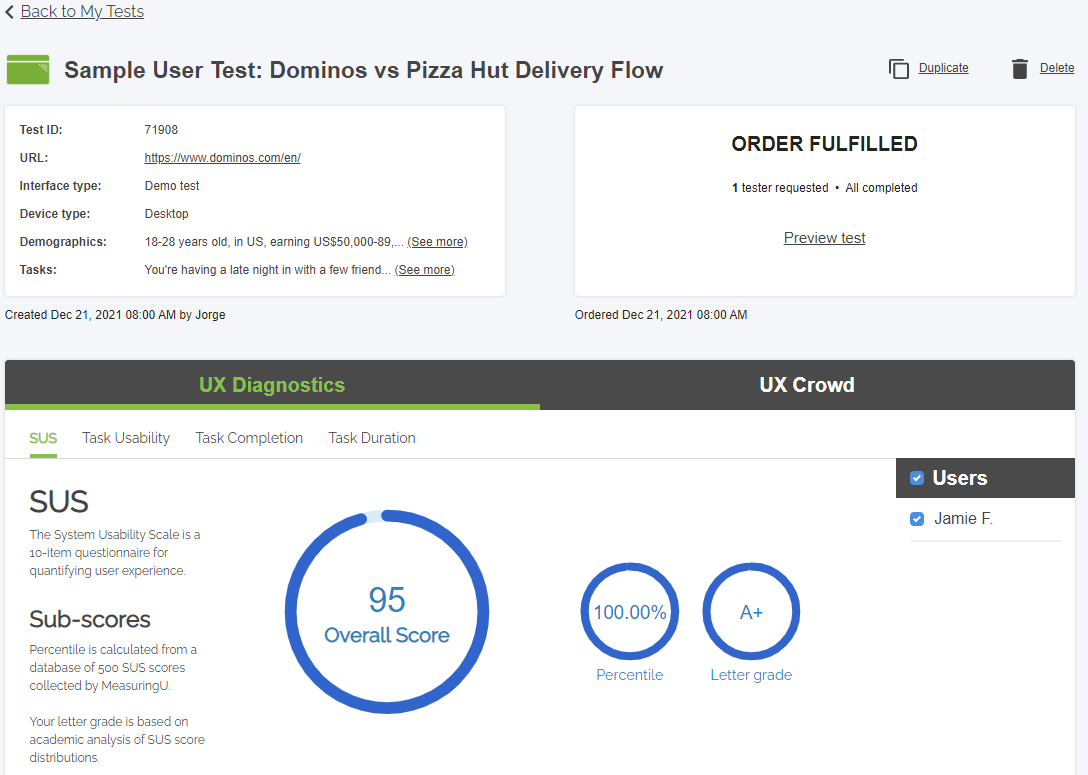 Back to My Tests
Sample User Test: Dominos vs Pizza Hut Delivery Flow
Duplicate
Delete
Test ID: 71908
URL: https://www.dominos.com/en/
Interface type: Demo test
Device type: Desktop
Demographics: 18-28 years old, in US, earning US$50,000-89,... (See more)
Tasks: You're having a late night in with a few friend... (See more)
Created Dec 21, 2021 08:00 AM by Jorge
ORDER FULFILLED
1 tester requested • All completed
Preview test
Ordered Dec 21, 2021 08:00 AM
UX Diagnostics
UX Crowd
SUS Task Usability Task Completion Task Duration
SUS
The System Usability Scale is a
10-item questionnaire for
quantifying user experience.
Sub-scores
Percentile is calculated from a
database of 500 SUS scores
collected by MeasuringU.
Your letter grade is based on
academic analysis of SUS score
distributions.
95
Overall Score
100.00%
Percentile
A+
Letter grade
Users
Jamie F.